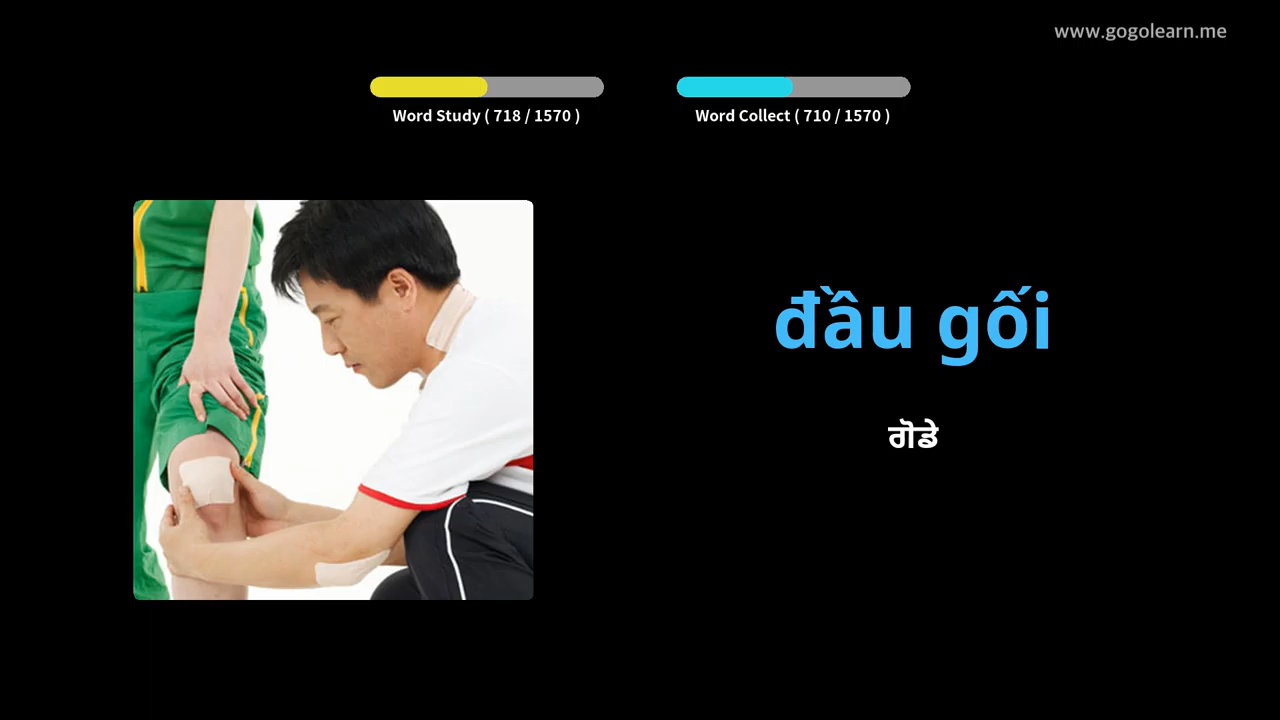 www.gogolearn.me
Word Study ( 718 / 1570 )
Word Collect ( 710 / 1570 )
đầu gối
ਗੋਡੇ